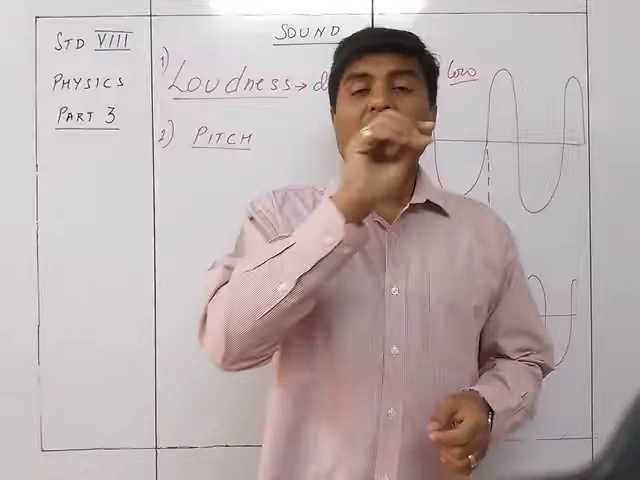 SOUND
STD VIII
PHYSICS
PART 3
1) Loudness → d
2) PITCH